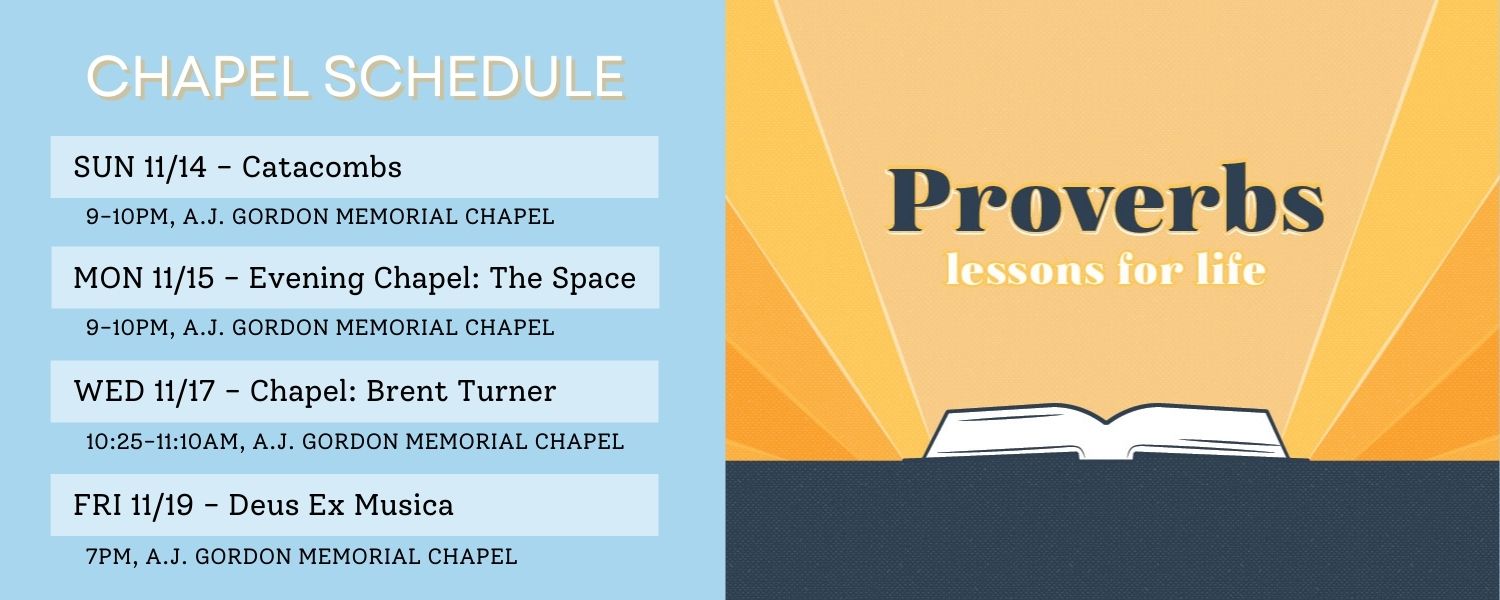 CHAPEL SCHEDULE
SUN 11/14 - Catacombs
9-10PM, A.J. GORDON MEMORIAL CHAPEL
MON 11/15 - Evening Chapel: The Space
9-10PM, A.J. GORDON MEMORIAL CHAPEL
WED 11/17 - Chapel: Brent Turner
10:25-11:10AM, A.J. GORDON MEMORIAL CHAPEL
FRI 11/19 - Deus Ex Musica
7PM, A.J. GORDON MEMORIAL CHAPEL
Proverbs
lessons for life